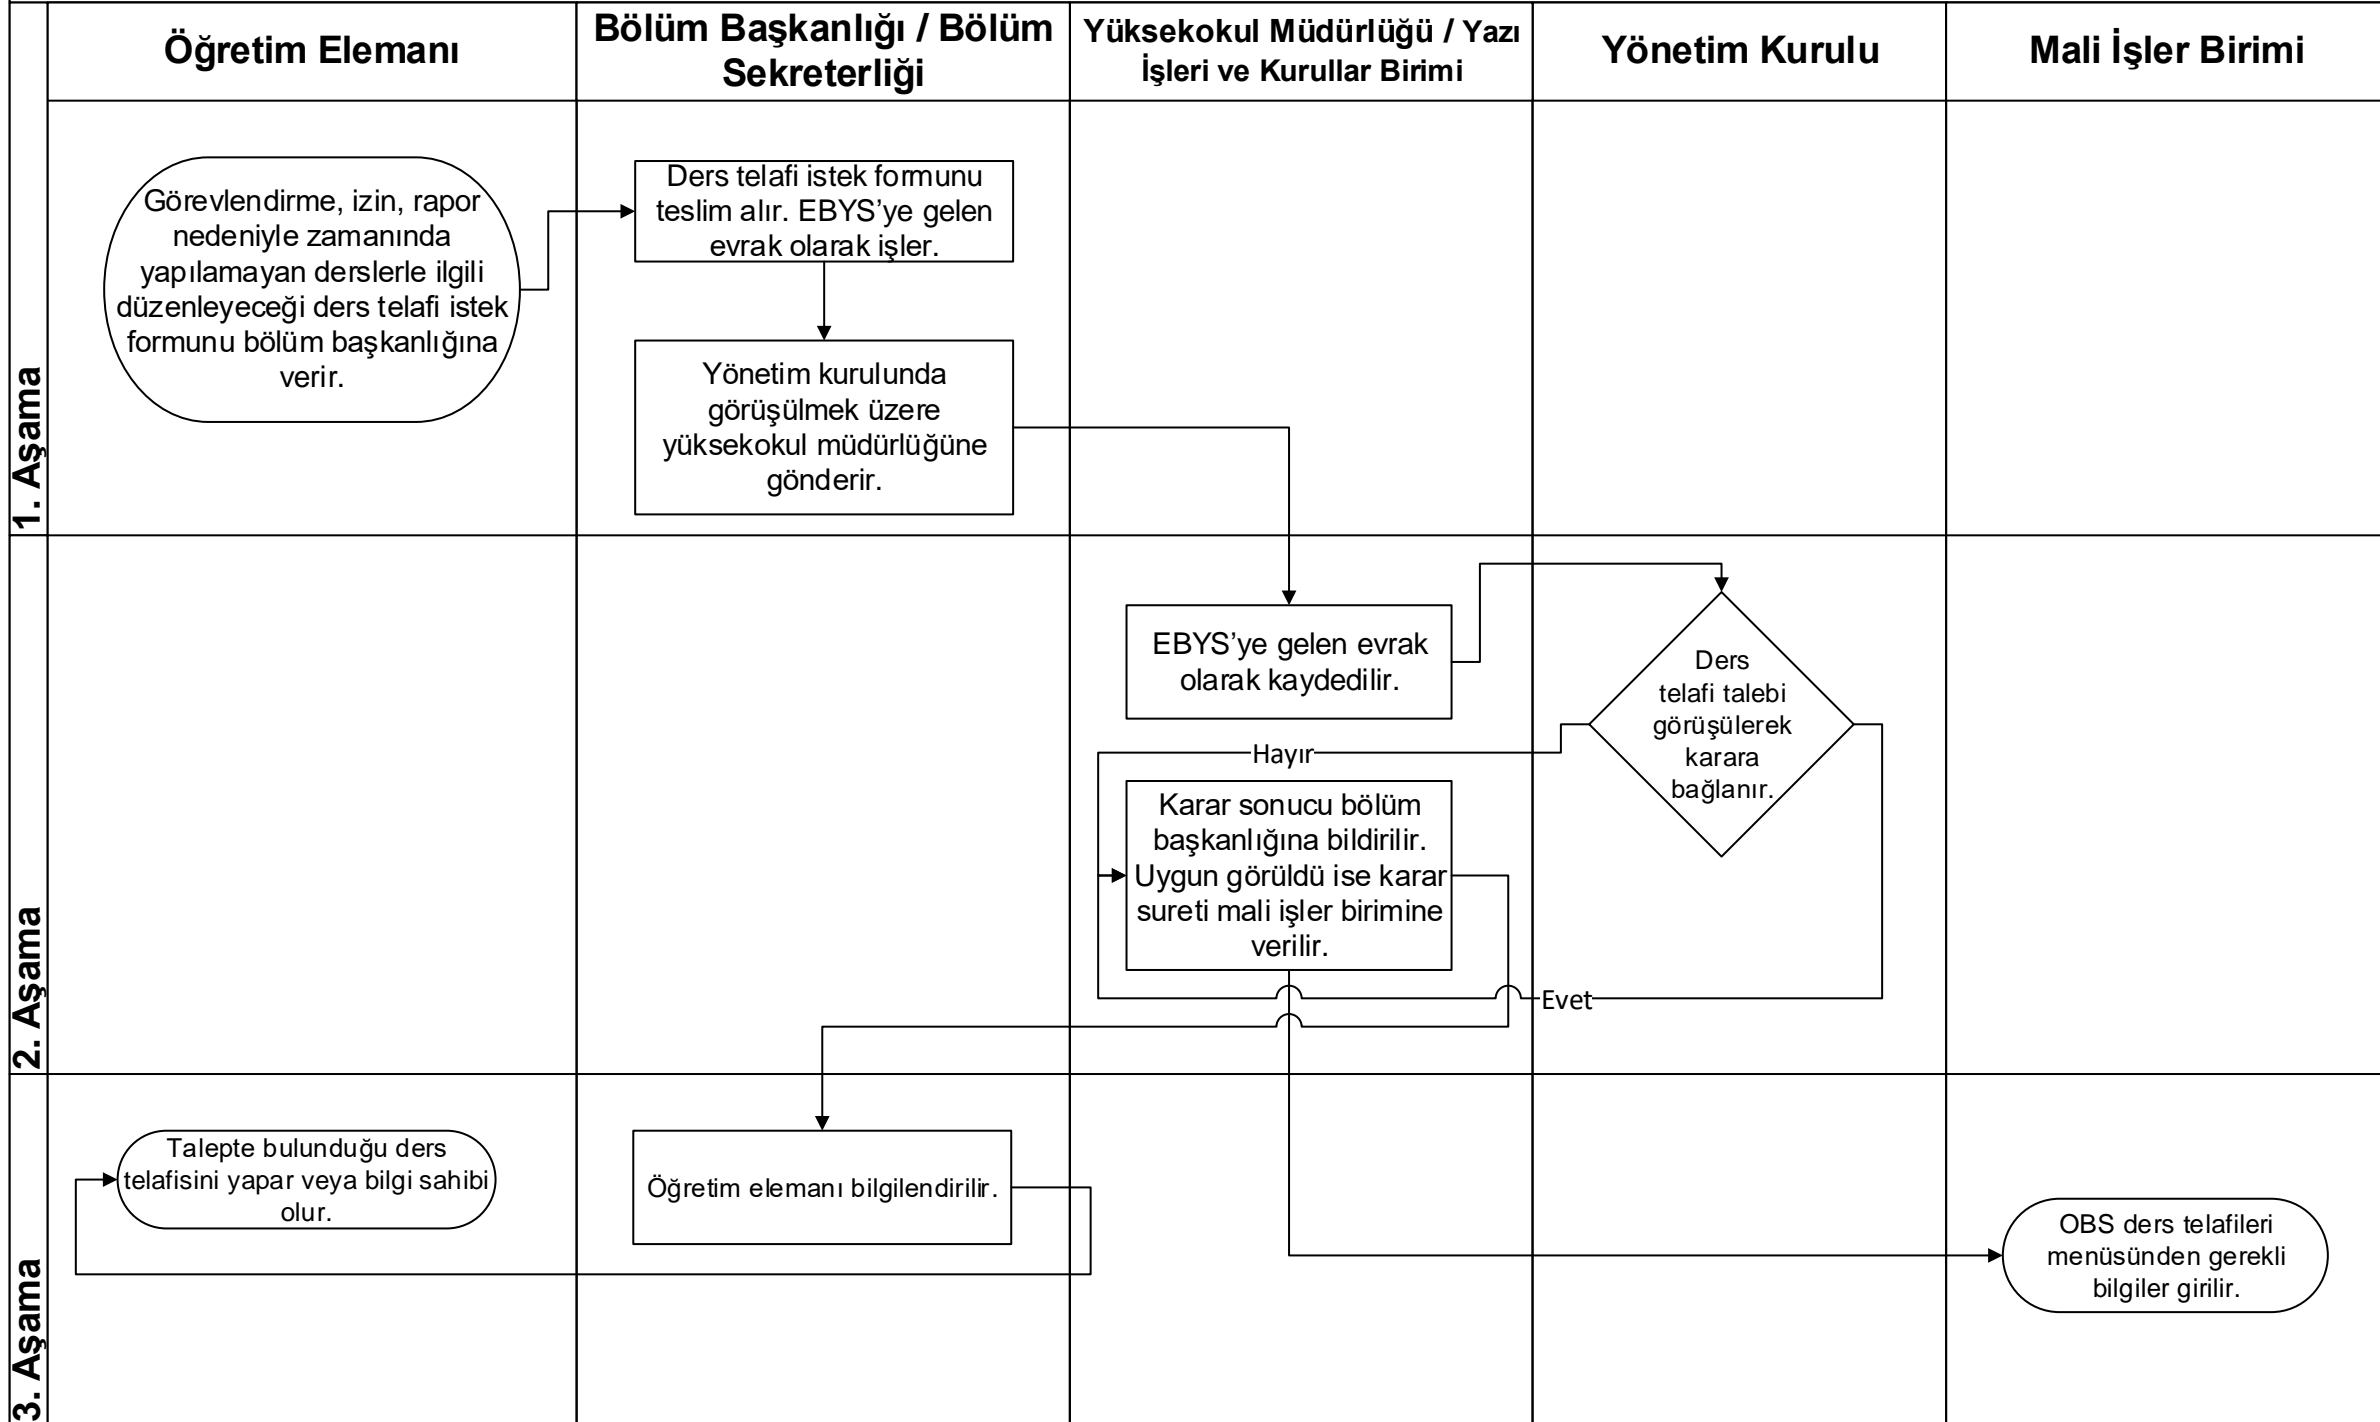 Öğretim Elemanı
Bölüm Başkanlığı / Bölüm
Sekreterliği
Yüksekokul Müdürlüğü / Yazı
İşleri ve Kurullar Birimi
Yönetim Kurulu
Mali İşler Birimi
1. Aşama
Görevlendirme, izin, rapor
nedeniyle zamanında
yapılamayan derslerle ilgili
düzenleyeceği ders telafi istek
formunu bölüm başkanlığına
verir.
Ders telafi istek formunu
teslim alır. EBYS’ye gelen
evrak olarak işler.
Yönetim kurulunda
görüşülmek üzere
yüksekokul müdürlüğüne
gönderir.
2. Aşama
EBYS’ye gelen evrak
olarak kaydedilir.
Ders
telafi talebi
görüşülerek
karara
bağlanır.
Hayır
Karar sonucu bölüm
başkanlığına bildirilir.
Uygun görüldü ise karar
sureti mali işler birimine
verilir.
Evet
3. Aşama
Talepte bulunduğu ders
telafisini yapar veya bilgi sahibi
olur.
Öğretim elemanı bilgilendirilir.
OBS ders telafileri
menüsünden gerekli
bilgiler girilir.